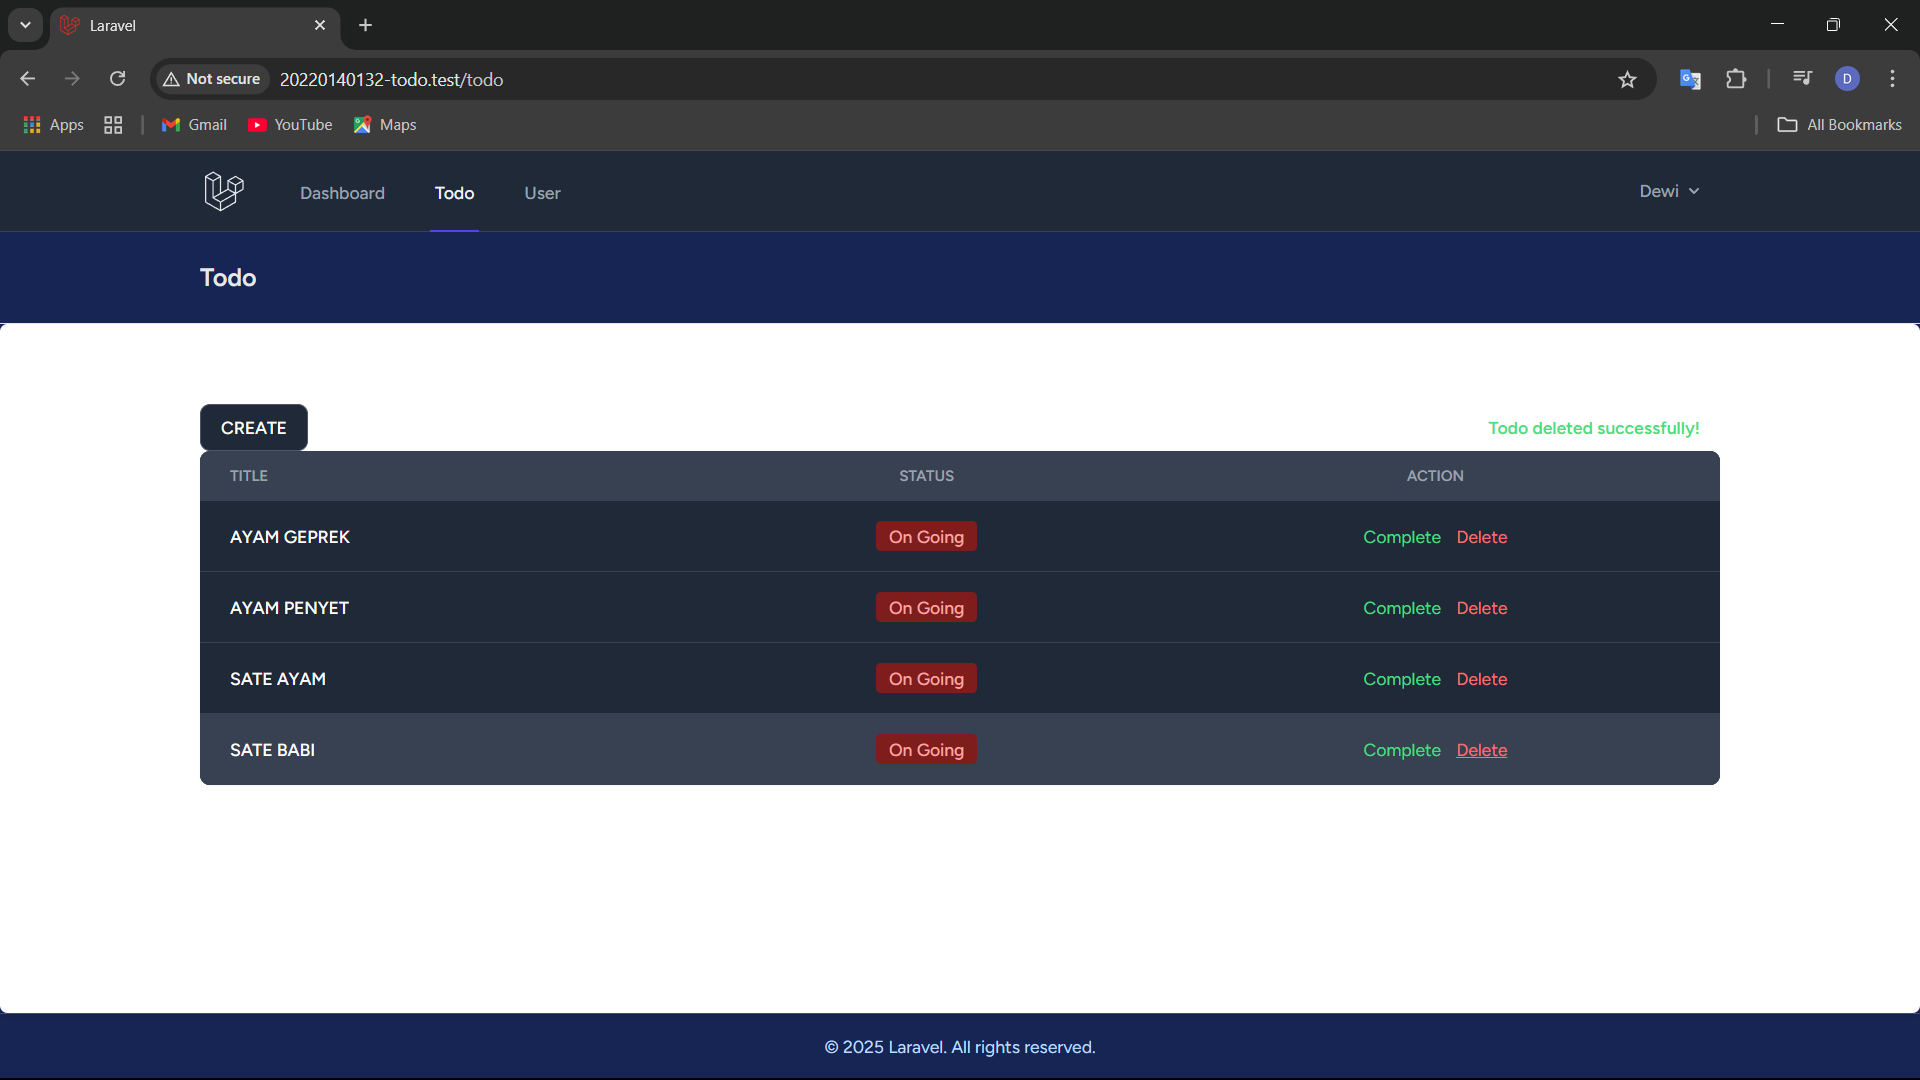 Laravel
Not secure 20220140132-todo.test/todo D
Apps Gmail YouTube Maps All Bookmarks
Dashboard Todo User Dewi
Todo
CREATE Todo deleted successfully!
TITLE STATUS ACTION
AYAM GEPREK On Going Complete Delete
AYAM PENYET On Going Complete Delete
SATE AYAM On Going Complete Delete
SATE BABI On Going Complete Delete
© 2025 Laravel. All rights reserved.